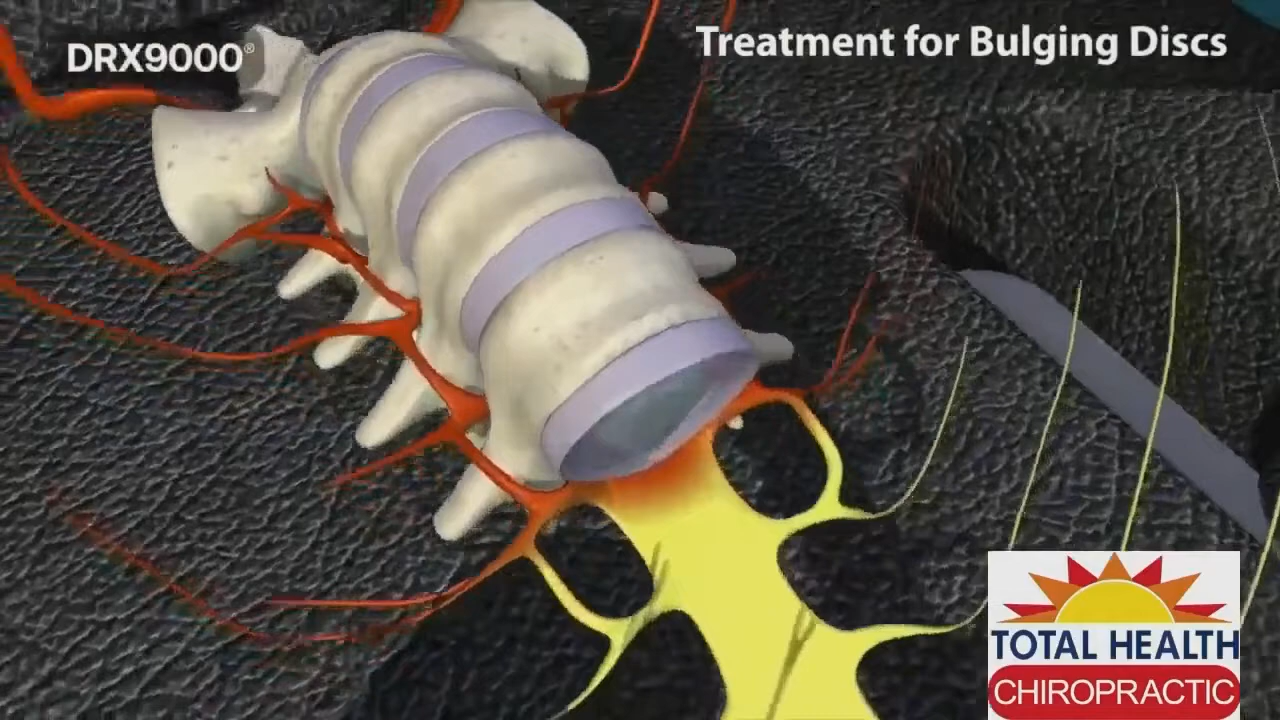 DRX9000®
Treatment for Bulging Discs
TOTAL HEALTH
CHIROPRACTIC